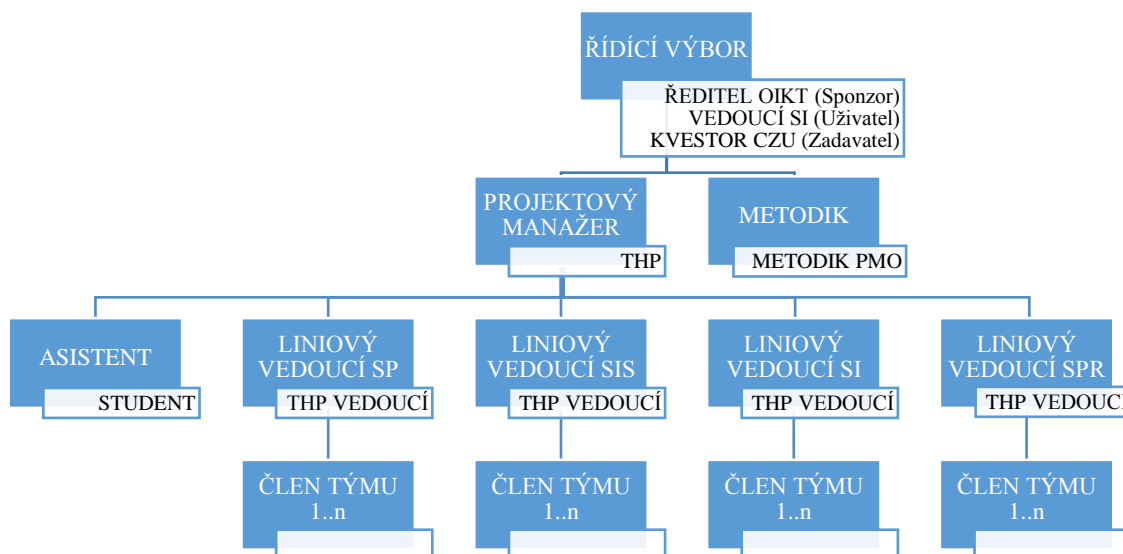 ŘÍDÍCÍ VÝBOR
ŘEDITEL OIKT (Sponzor)
VEDOUCÍ SI (Uživatel)
KVESTOR CZU (Zadavatel)
PROJEKTOVÝ
MANAŽER
THP
METODIK
METODIK PMO
ASISTENT
STUDENT
LINIOVÝ
VEDOUCÍ SP
THP VEDOUCÍ
LINIOVÝ
VEDOUCÍ SIS
THP VEDOUCÍ
LINIOVÝ
VEDOUCÍ SI
THP VEDOUCÍ
LINIOVÝ
VEDOUCÍ SPR
THP VEDOUCÍ
ČLEN TÝMU
1..n
ČLEN TÝMU
1..n
ČLEN TÝMU
1..n
ČLEN TÝMU
1..n